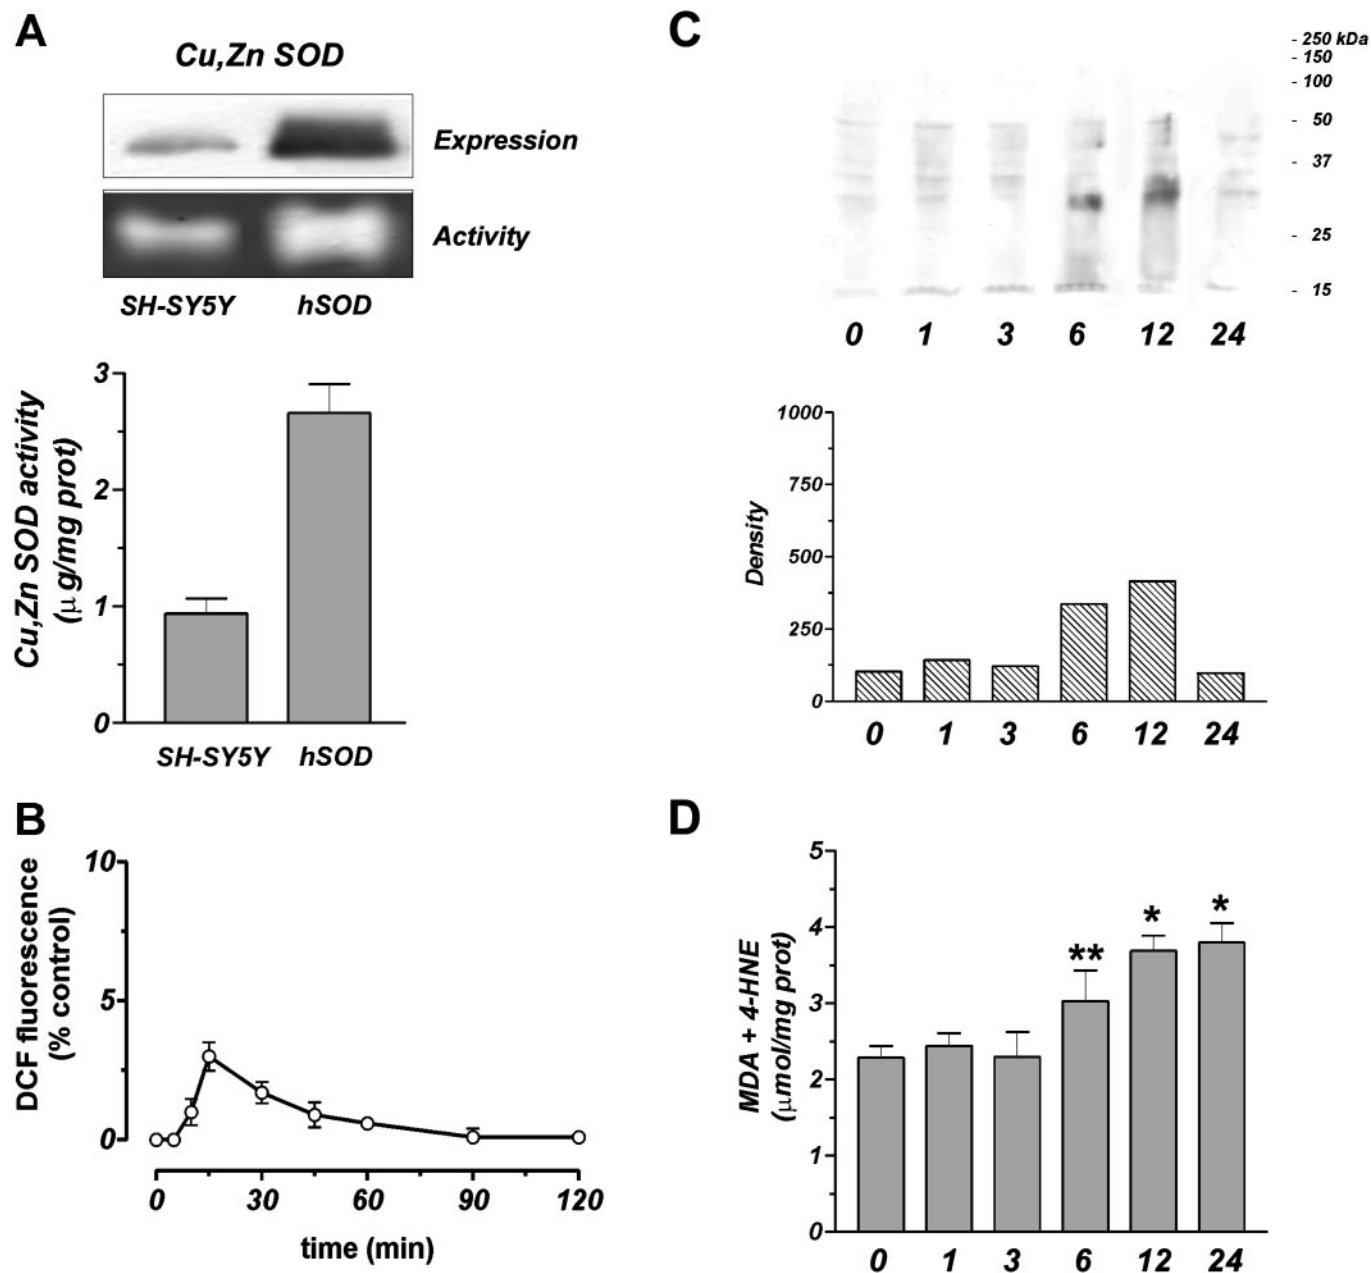 A
Cu,Zn SOD
Expression
Activity
SH-SY5Y hSOD
3
2
1
0
Cu,Zn SOD activity
(μg/mg prot)
SH-SY5Y hSOD
B
DCF fluorescence
(% control)
10
5
0
0 30 60 90 120
time (min)
C
- 250 kDa
- 150
- 100
- 50
- 37
- 25
- 15
0 1 3 6 12 24
Density
1000
750
500
250
0
0 1 3 6 12 24
D
MDA + 4-HNE
(μmol/mg prot)
5
4
3
2
1
0
** * *
0 1 3 6 12 24